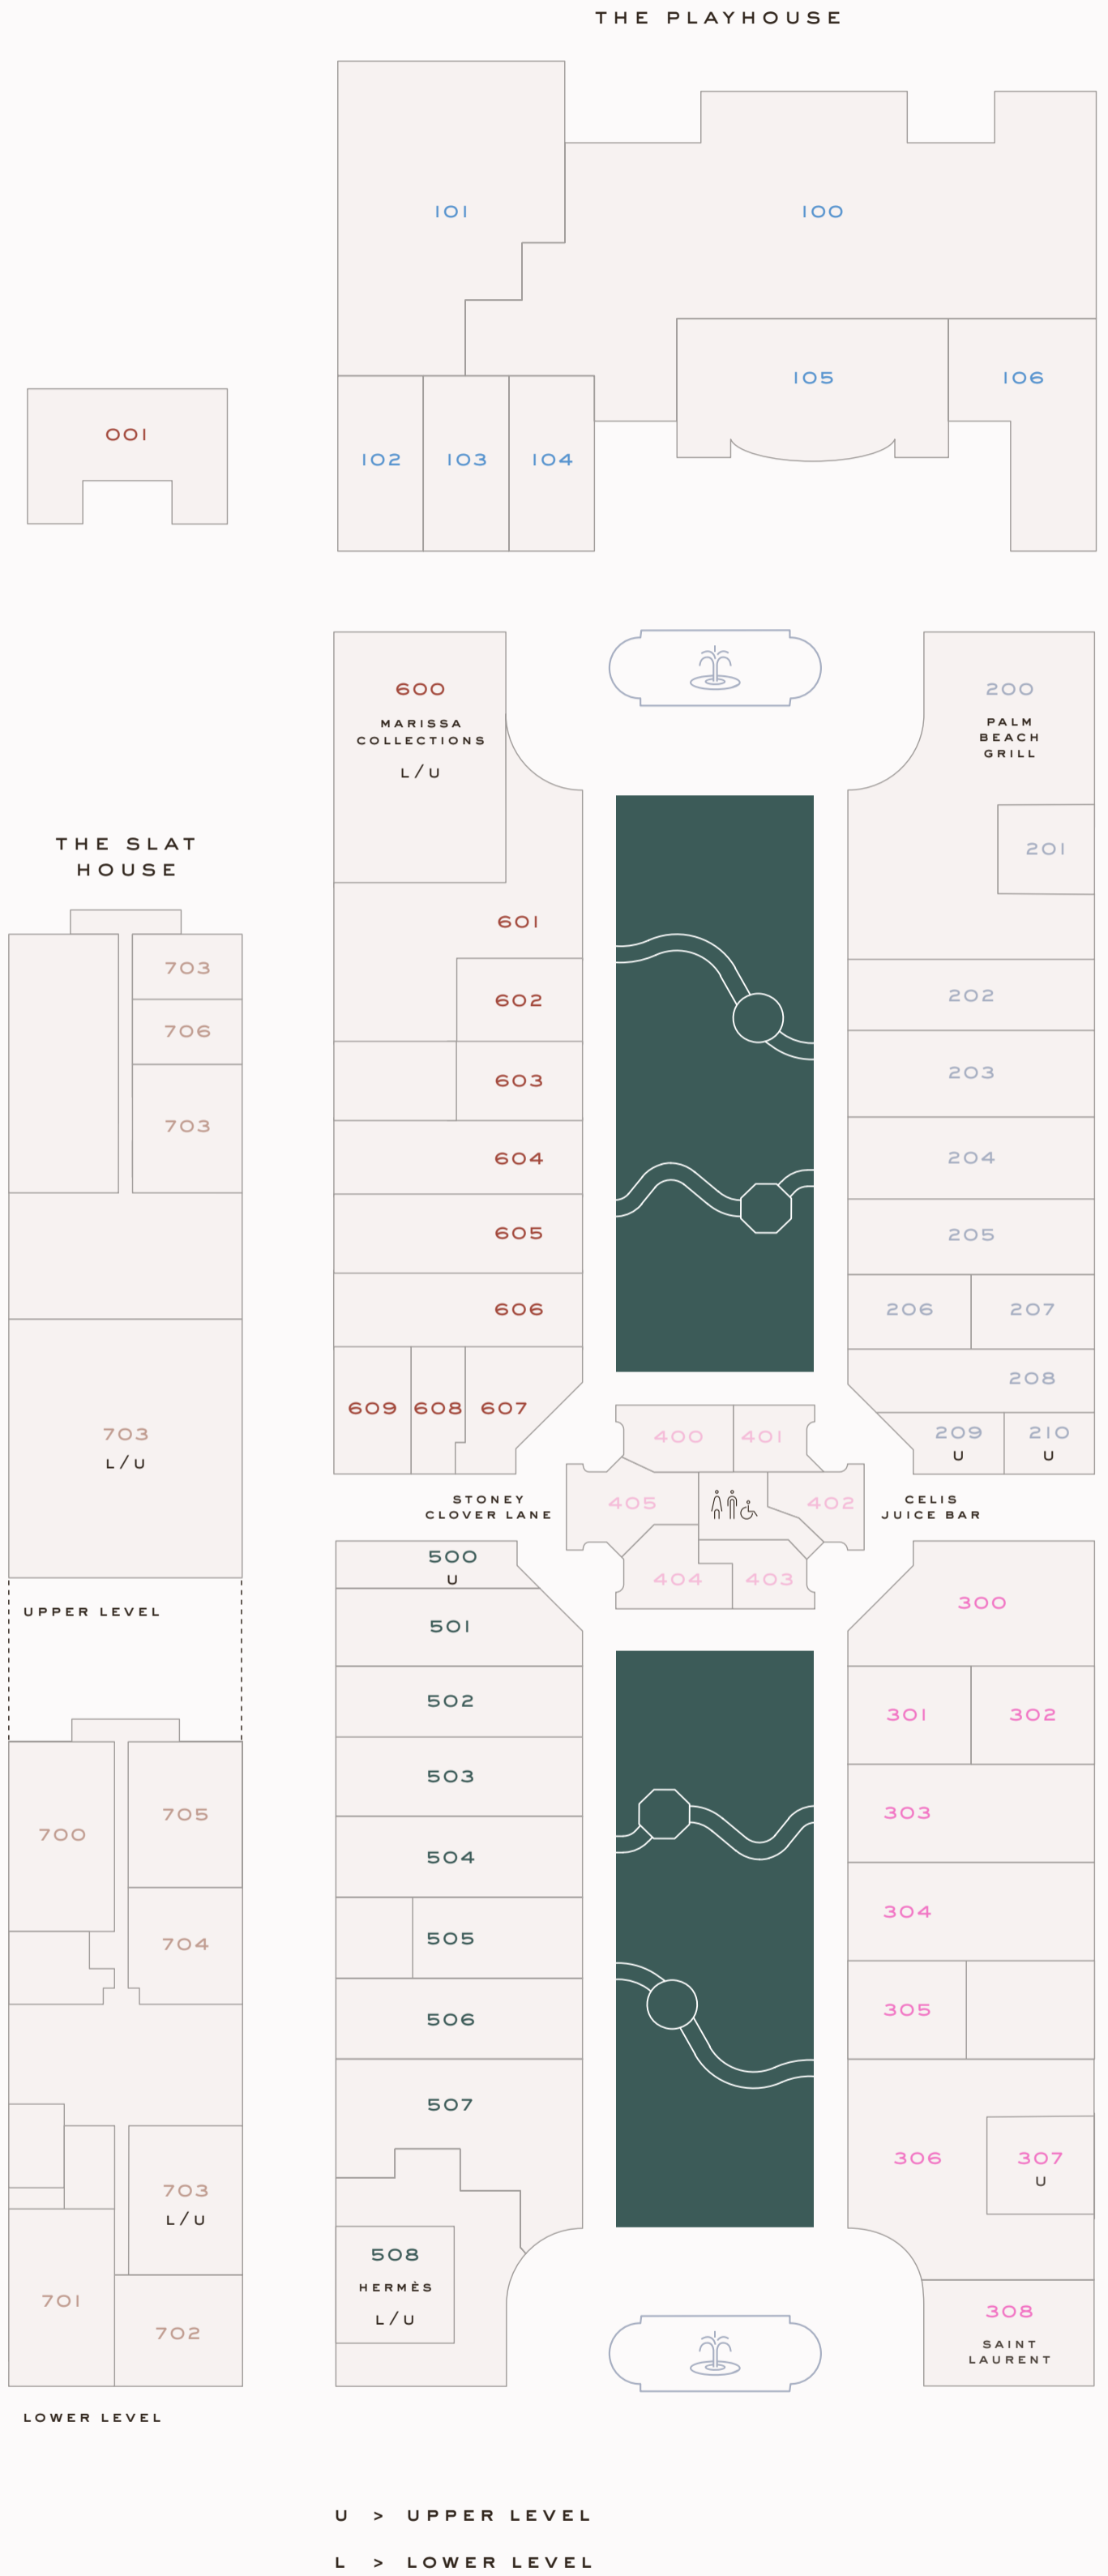 THE PLAYHOUSE
101
100
105
106
001
102
103
104
600
MARISSA
COLLECTIONS
L/U
200
PALM
BEACH
GRILL
201
THE SLAT
HOUSE
601
703
602
202
706
603
203
703
604
204
605
205
606
206
207
208
609
608
607
400
401
209
U
210
U
703
L/U
STONEY
CLOVER LANE
405
402
CELIS
JUICE BAR
500
U
404
403
300
UPPER LEVEL
501
502
301
302
503
303
705
700
504
304
704
505
305
506
507
306
307
U
703
L/U
508
HERMÈS
L/U
701
702
308
SAINT
LAURENT
LOWER LEVEL
U > UPPER LEVEL
L > LOWER LEVEL